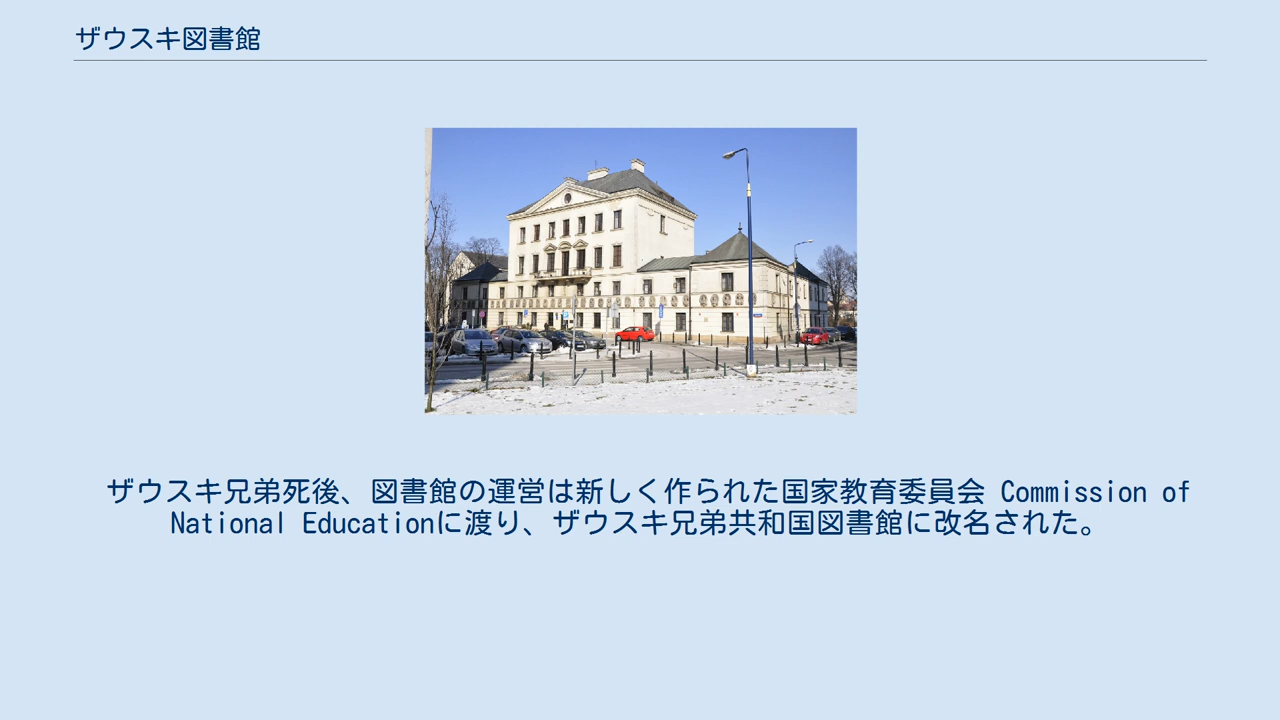 ザウスキ図書館
ザウスキ兄弟死後、図書館の運営は新しく作られた国家教育委員会 Commission of
National Educationに渡り、ザウスキ兄弟共和国図書館に改名された。